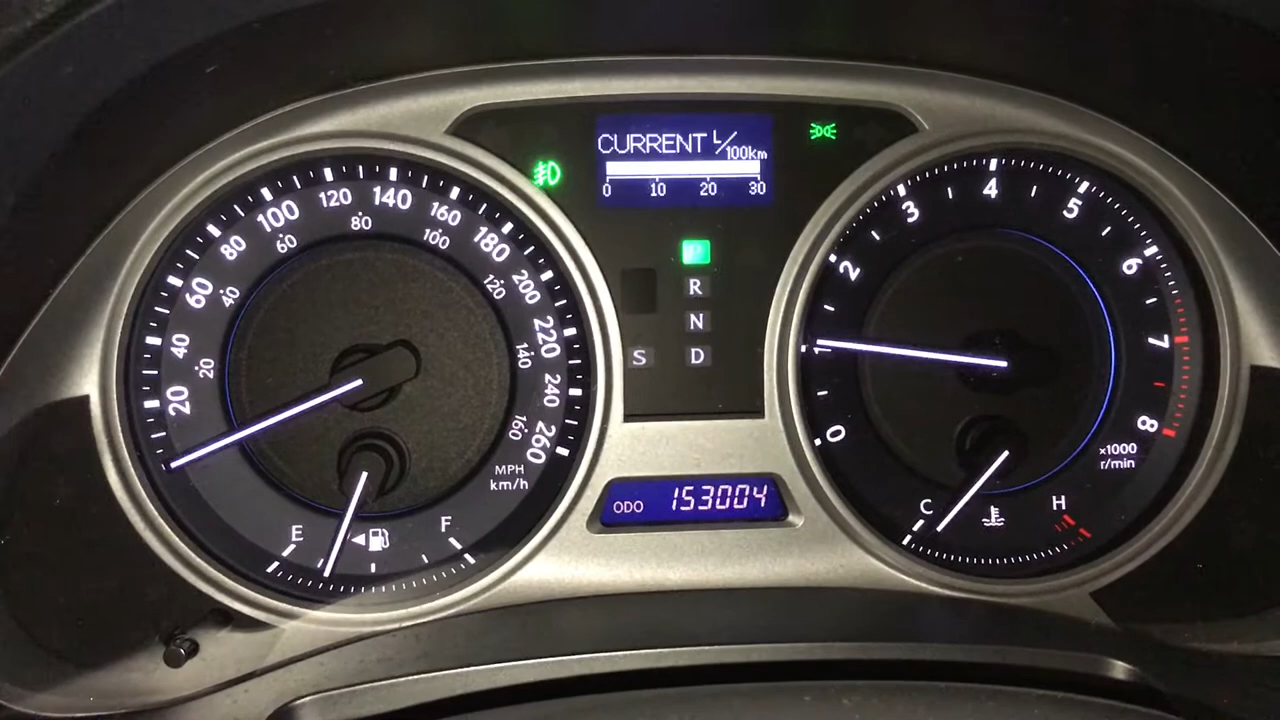 CURRENT L/100km
0 10 20 30
P
R
N
S D
20 40 60 80 100 120 140 160 180 200 220 240 260
20 40 60 80 100 120 140 160
MPH
km/h
E F
ODO 153004
0 1 2 3 4 5 6 7 8
x1000
r/min
C H